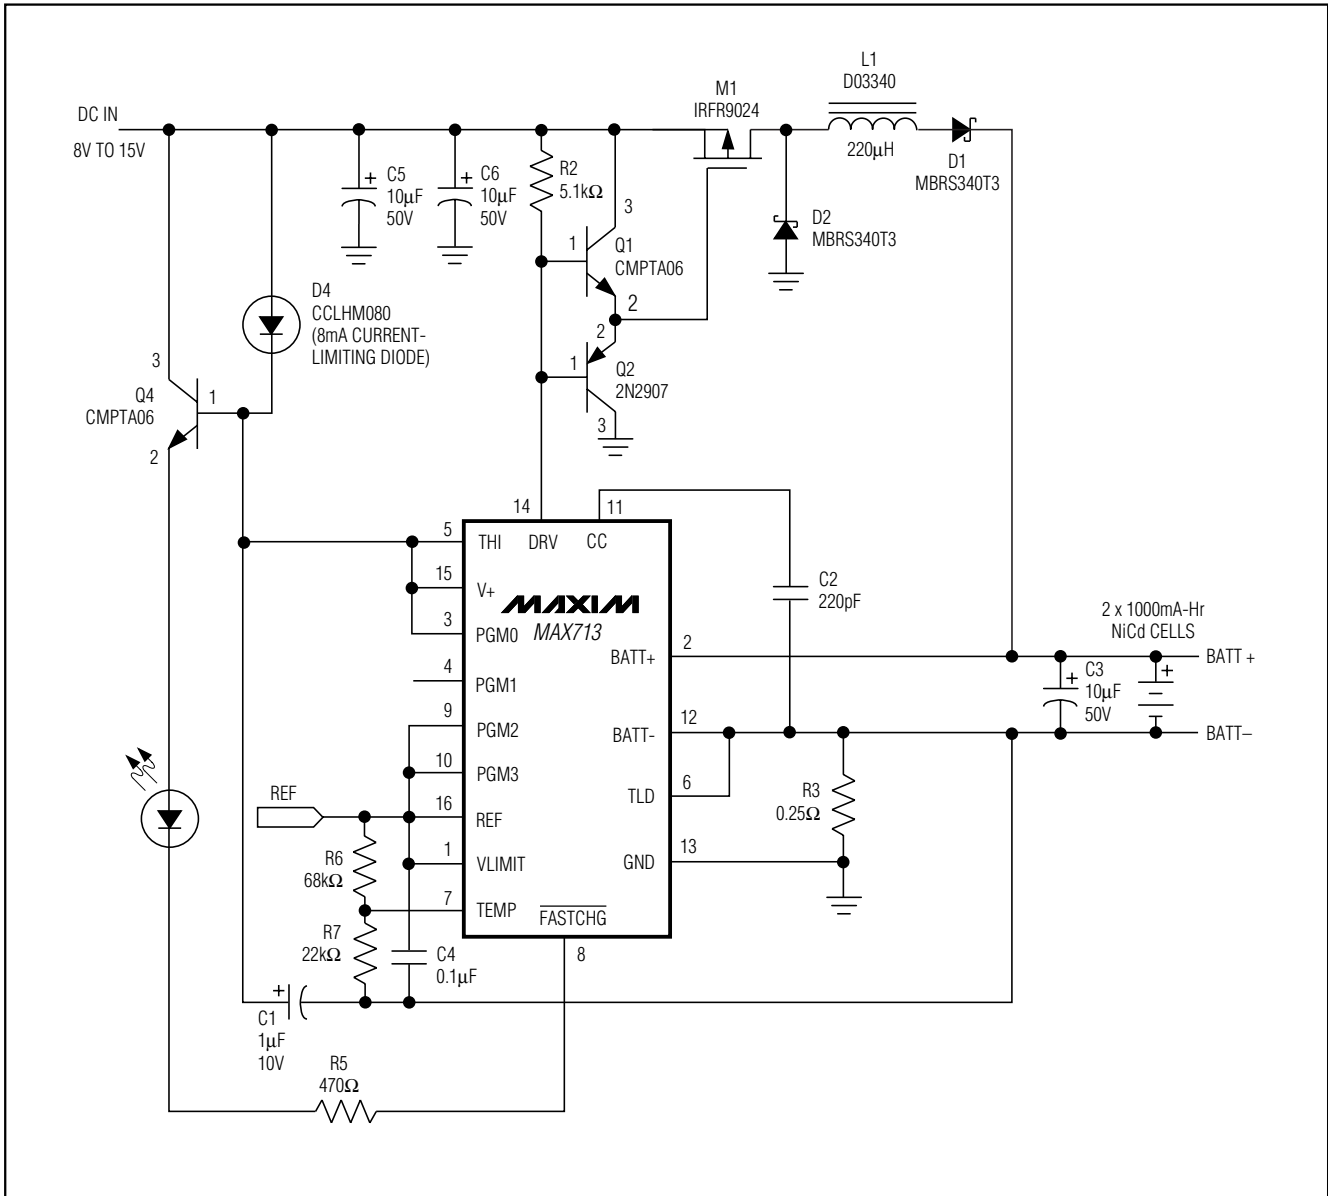 L1
D03340
M1
IRFR9024
DC IN
8V TO 15V
220μH
D1
MBRS340T3
C5
10μF
50V
C6
10μF
50V
R2
5.1kΩ
3
D2
MBRS340T3
1
Q1
CMPTA06
2
D4
CCLHM080
(8mA CURRENT-
LIMITING DIODE)
2
1
Q2
2N2907
3
3
Q4
CMPTA06
1
2
14
11
5
THI
DRV
CC
15
V+
MAXIM
MAX713
3
PGM0
C2
220pF
2 x 1000mA-Hr
NiCd CELLS
4
PGM1
BATT+
2
BATT +
C3
10μF
50V
9
PGM2
BATT-
12
BATT–
10
PGM3
TLD
6
R3
0.25Ω
REF
16
REF
GND
13
R6
68kΩ
1
VLIMIT
7
TEMP
FASTCHG
8
R7
22kΩ
C4
0.1μF
C1
1μF
10V
R5
470Ω